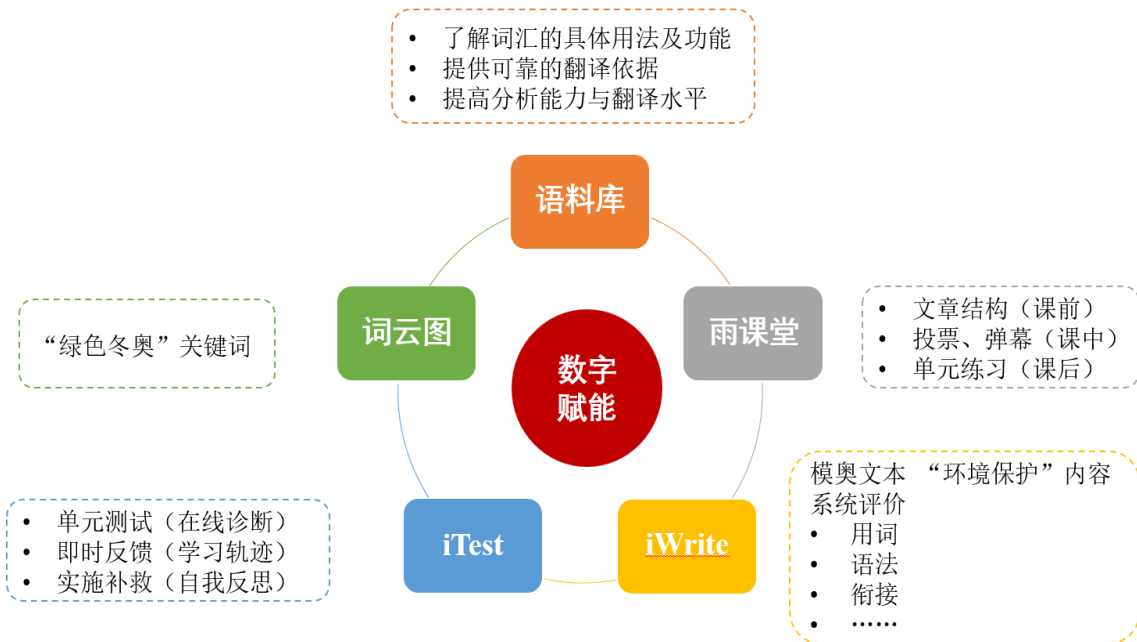 • 了解词汇的具体用法及功能
• 提供可靠的翻译依据
• 提高分析能力与翻译水平
语料库
词云图
雨课堂
“绿色冬奥”关键词
• 文章结构（课前）
• 投票、弹幕（课中）
• 单元练习（课后）
数字
赋能
iTest
iWrite
• 单元测试（在线诊断）
• 即时反馈（学习轨迹）
• 实施补救（自我反思）
模奥文本 “环境保护”内容
系统评价
• 用词
• 语法
• 衔接
• ……